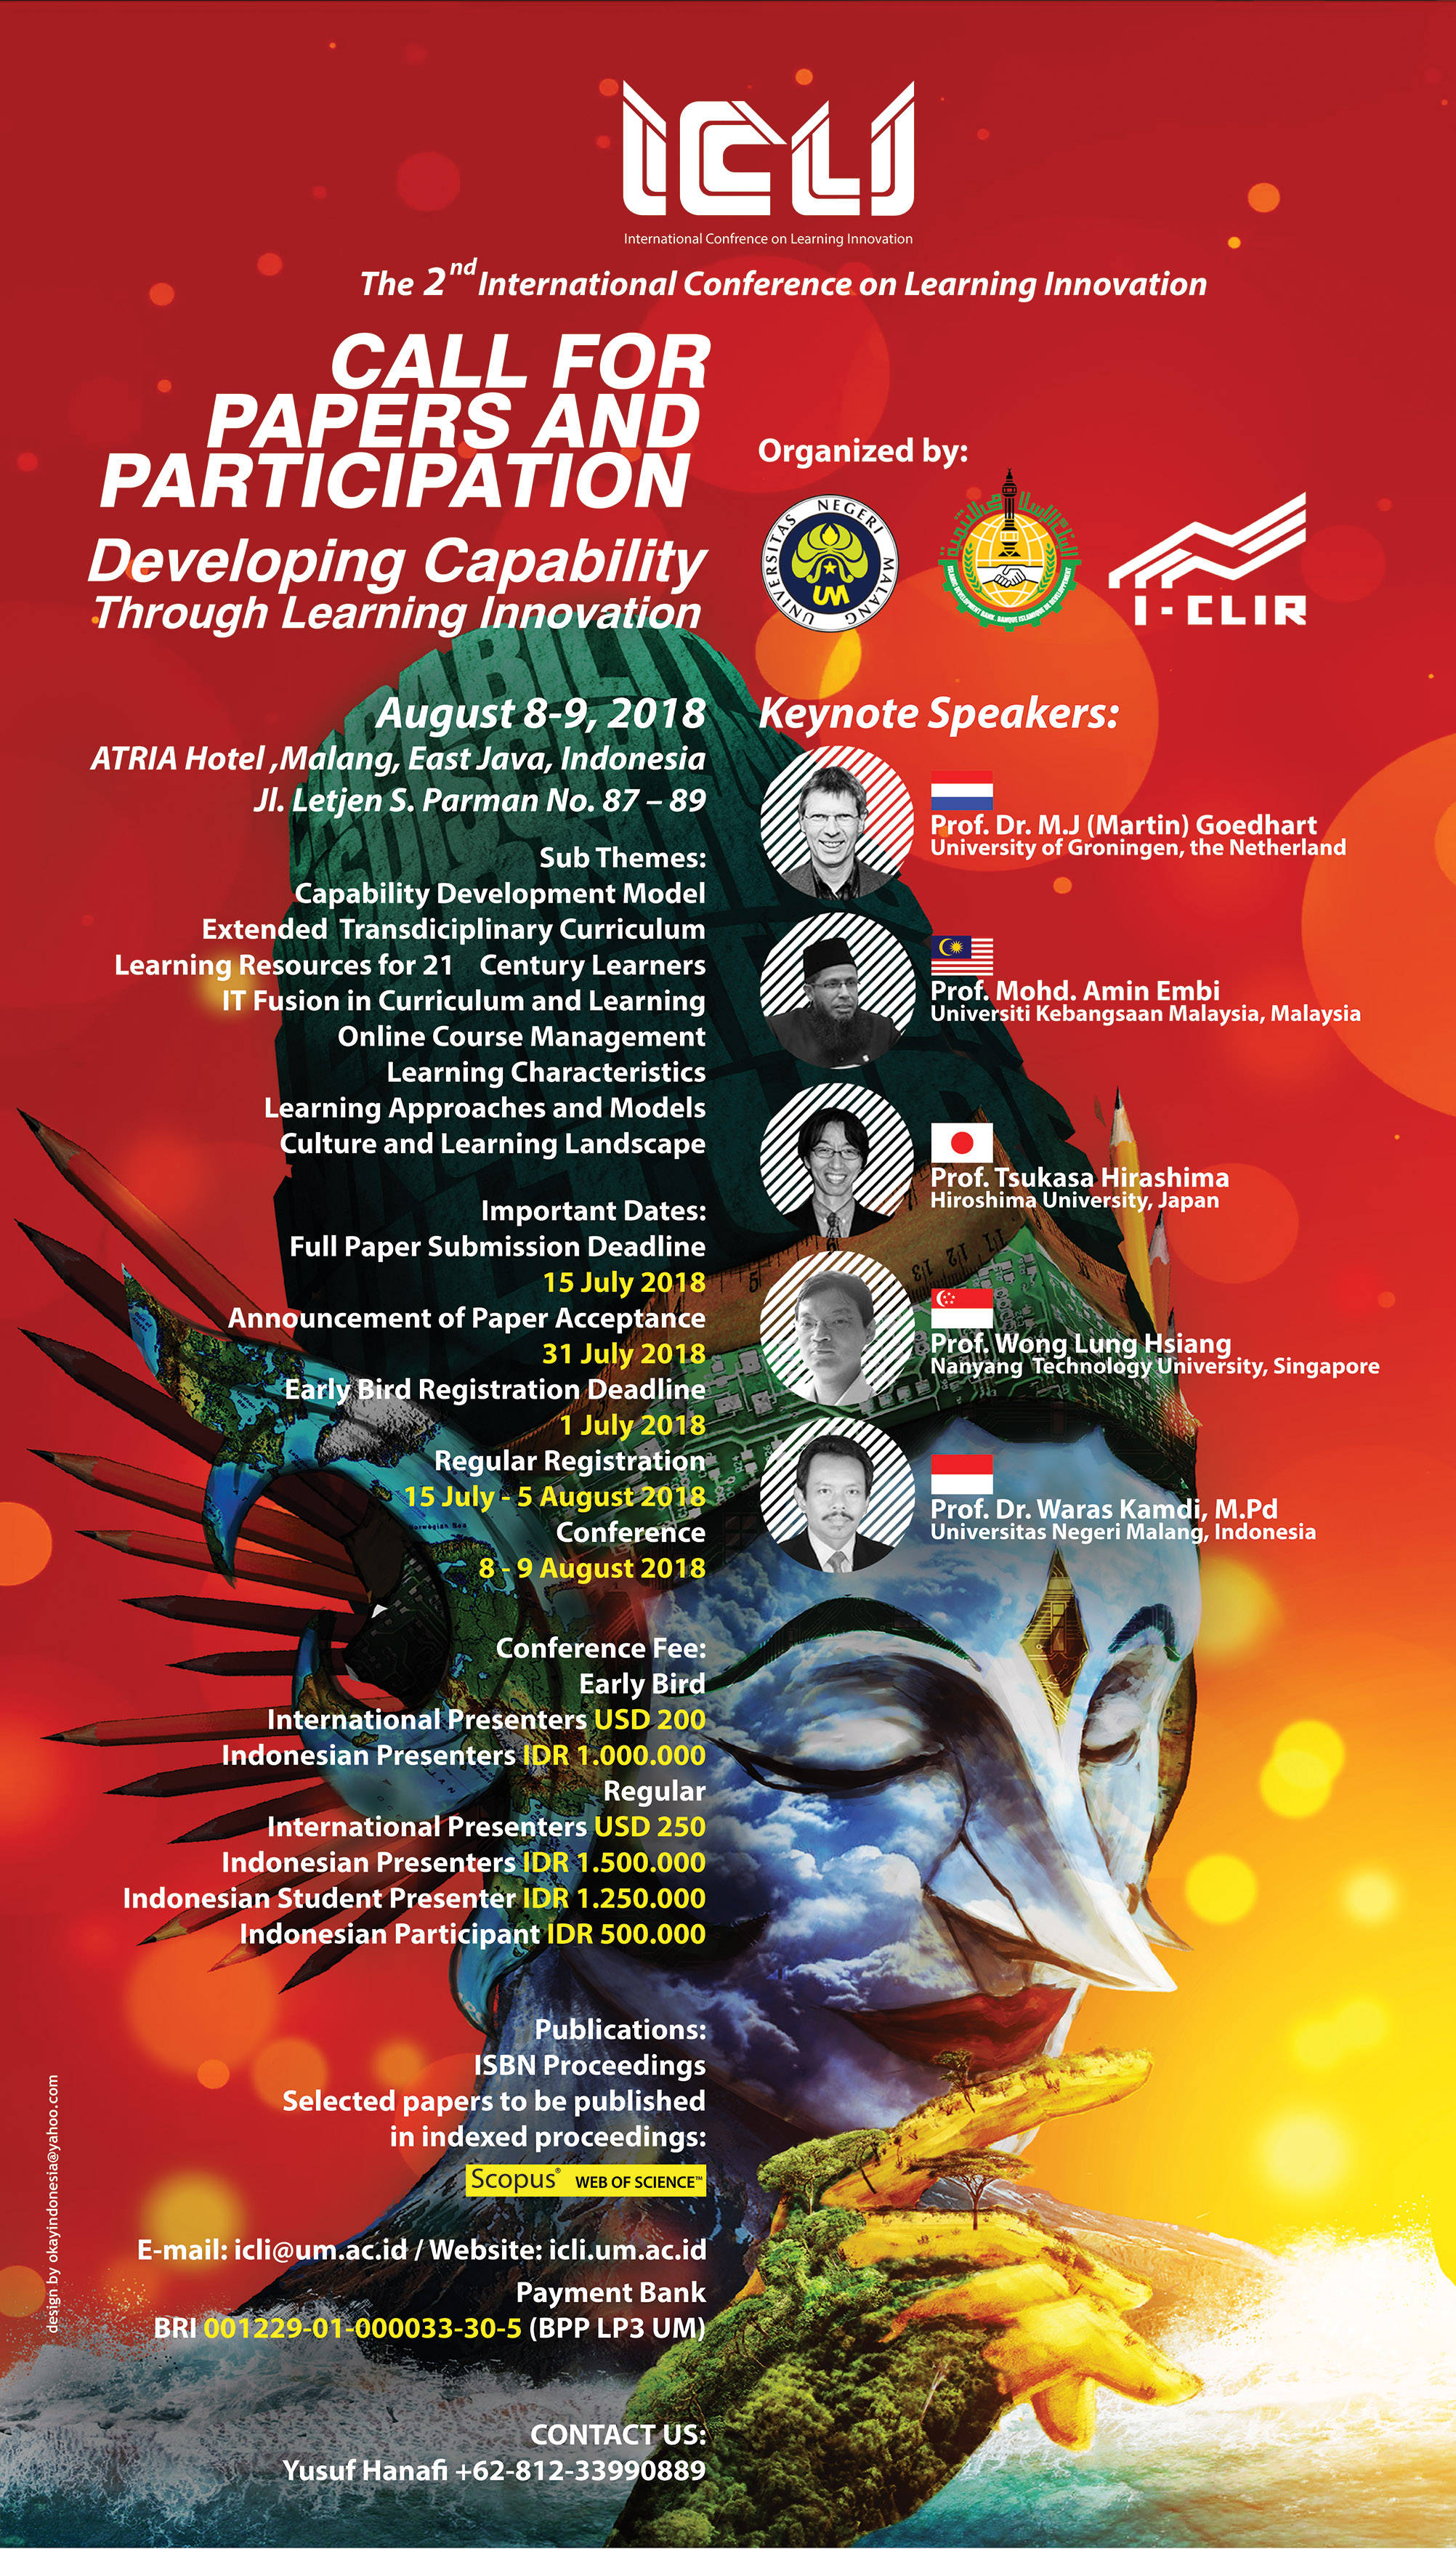 ICLI
International Confrence on Learning Innovation
The 2nd International Conference on Learning Innovation
CALL FOR
PAPERS AND
PARTICIPATION
Developing Capability
Through Learning Innovation
Organized by:
UNIVERSITAS NEGERI MALANG
UM
ISLAMIC DEVELOPMENT BANK . BANQUE ISLAMIQUE DE DEVELOPPEMENT
I-CLIR
August 8-9, 2018
ATRIA Hotel ,Malang, East Java, Indonesia
Jl. Letjen S. Parman No. 87 – 89
Sub Themes:
Capability Development Model
Extended Transdiciplinary Curriculum
Learning Resources for 21 Century Learners
IT Fusion in Curriculum and Learning
Online Course Management
Learning Characteristics
Learning Approaches and Models
Culture and Learning Landscape
Important Dates:
Full Paper Submission Deadline
15 July 2018
Announcement of Paper Acceptance
31 July 2018
Early Bird Registration Deadline
1 July 2018
Regular Registration
15 July - 5 August 2018
Conference
8 - 9 August 2018
Conference Fee:
Early Bird
International Presenters USD 200
Indonesian Presenters IDR 1.000.000
Regular
International Presenters USD 250
Indonesian Presenters IDR 1.500.000
Indonesian Student Presenter IDR 1.250.000
Indonesian Participant IDR 500.000
Publications:
ISBN Proceedings
Selected papers to be published
in indexed proceedings:
Scopus® WEB OF SCIENCE™
E-mail: icli@um.ac.id / Website: icli.um.ac.id
Payment Bank
BRI 001229-01-000033-30-5 (BPP LP3 UM)
CONTACT US:
Yusuf Hanafi +62-812-33990889
Keynote Speakers:
Prof. Dr. M.J (Martin) Goedhart
University of Groningen, the Netherland
Prof. Mohd. Amin Embi
Universiti Kebangsaan Malaysia, Malaysia
Prof. Tsukasa Hirashima
Hiroshima University, Japan
Prof. Wong Lung Hsiang
Nanyang Technology University, Singapore
Prof. Dr. Waras Kamdi, M.Pd
Universitas Negeri Malang, Indonesia
design by okayindonesia@yahoo.com